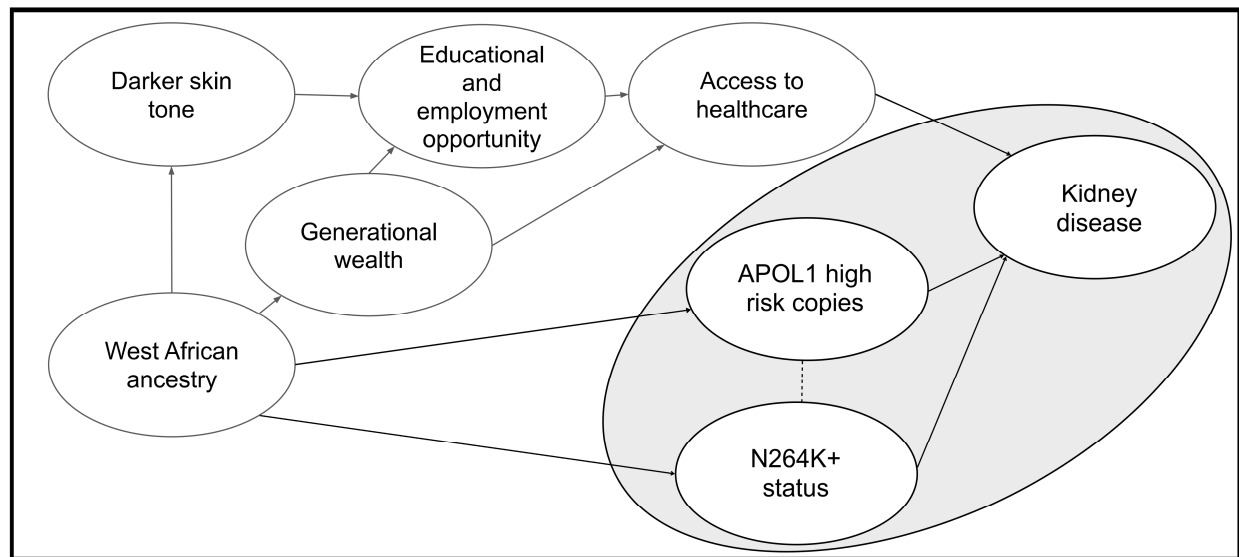 Darker skin
tone
Educational
and
employment
opportunity
Access to
healthcare
Generational
wealth
Kidney
disease
APOL1 high
risk copies
West African
ancestry
N264K+
status